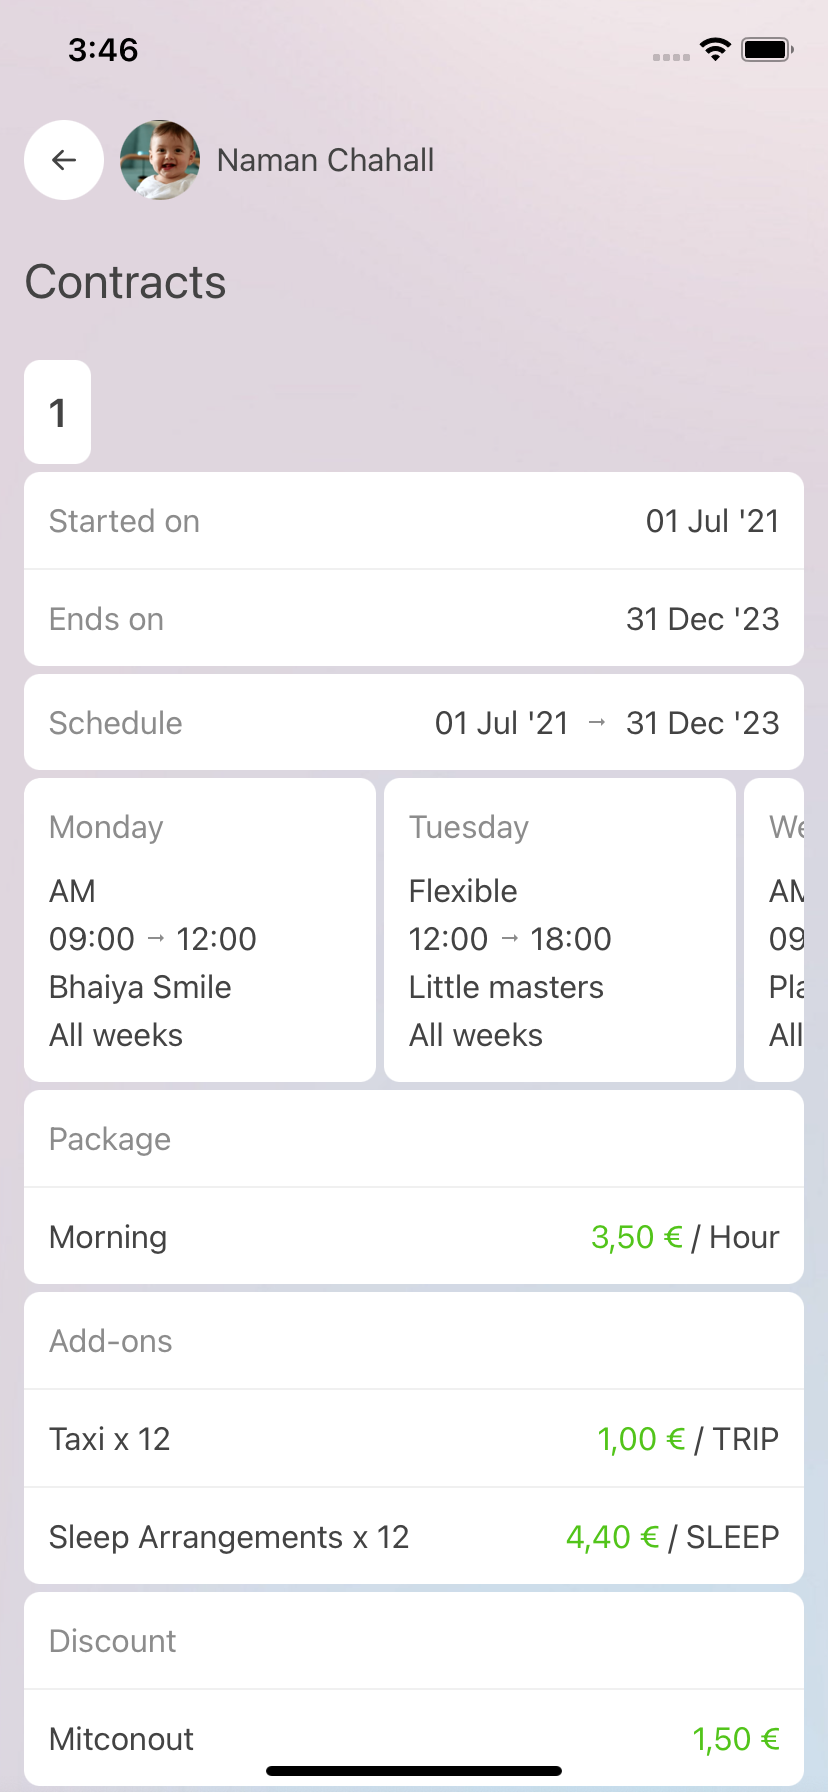 3:46
Naman Chahall
Contracts
1
Started on 01 Jul '21
Ends on 31 Dec '23
Schedule 01 Jul '21 → 31 Dec '23
Monday
AM
09:00 → 12:00
Bhaiya Smile
All weeks
Tuesday
Flexible
12:00 → 18:00
Little masters
All weeks
We
AM
09
Pla
All
Package
Morning 3,50 € / Hour
Add-ons
Taxi x 12 1,00 € / TRIP
Sleep Arrangements x 12 4,40 € / SLEEP
Discount
Mitconout 1,50 €